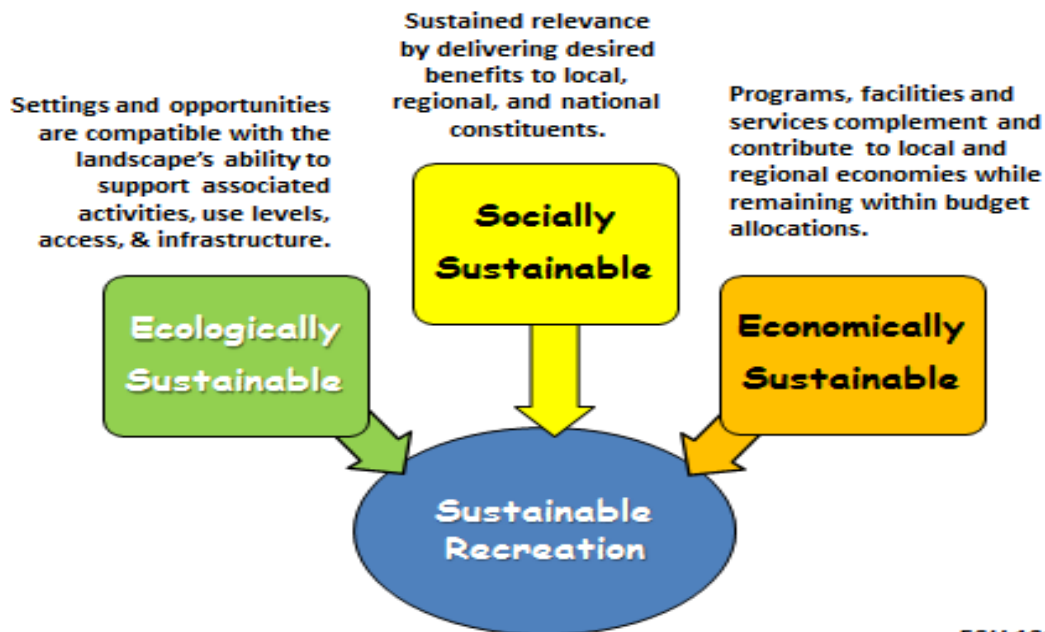 Sustained relevance
by delivering desired
benefits to local,
regional, and national
constituents.
Settings and opportunities
are compatible with the
landscape's ability to
support associated
activities, use levels,
access, & infrastructure.
Programs, facilities and
services complement and
contribute to local and
regional economies while
remaining within budget
allocations.
Socially
Sustainable
Ecologically
Sustainable
Economically
Sustainable
Sustainable
Recreation